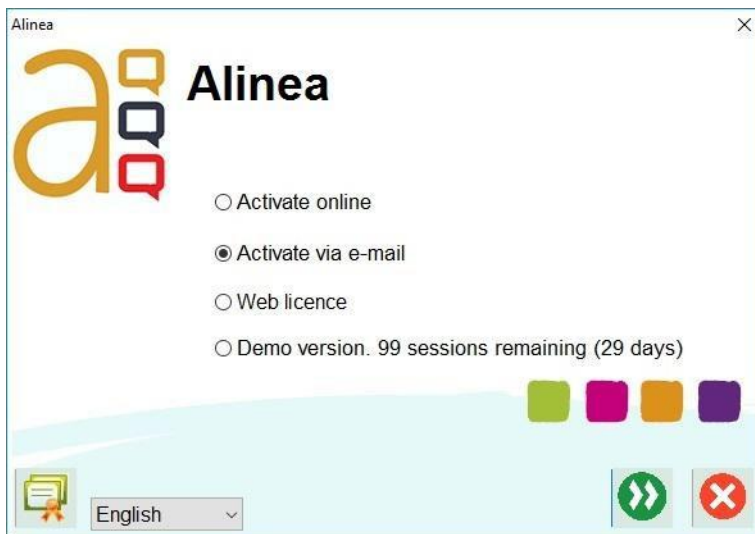 Alinea
Alinea
Activate online
Activate via e-mail
Web licence
Demo version. 99 sessions remaining (29 days)
English